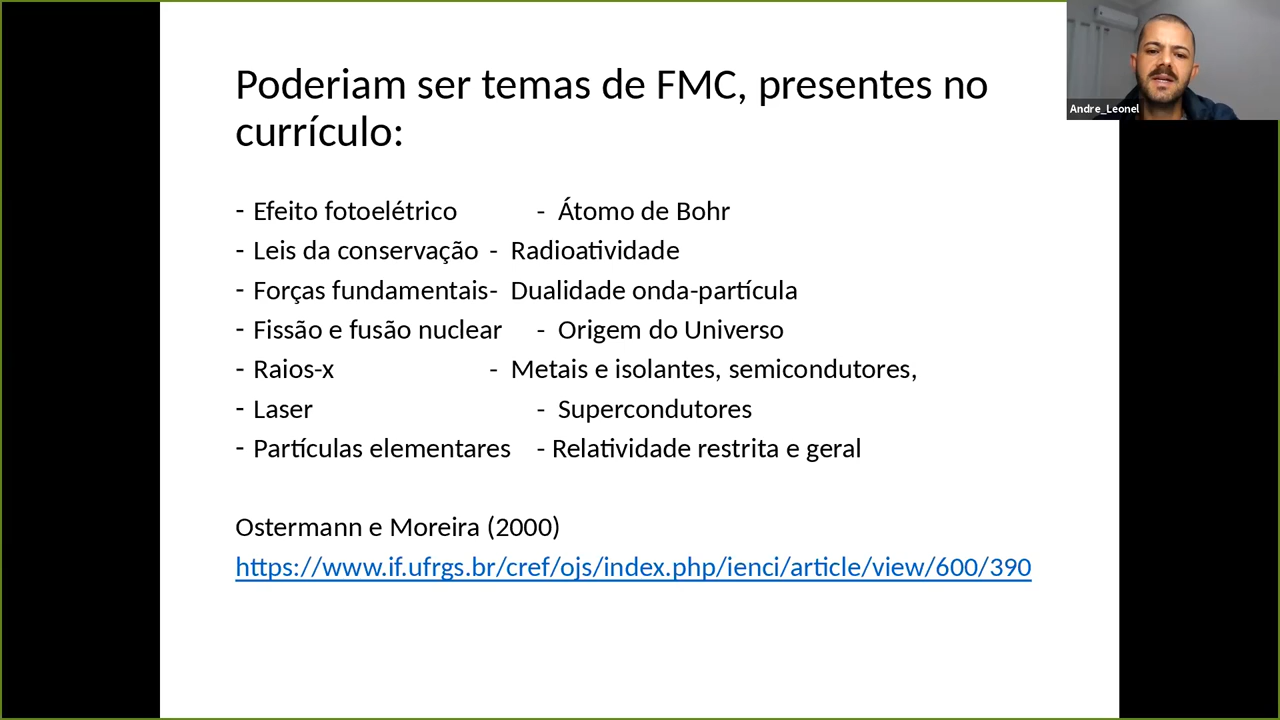 Poderiam ser temas de FMC, presentes no
currículo:
- Efeito fotoelétrico - Átomo de Bohr
- Leis da conservação - Radioatividade
- Forças fundamentais- Dualidade onda-partícula
- Fissão e fusão nuclear - Origem do Universo
- Raios-x - Metais e isolantes, semicondutores,
- Laser - Supercondutores
- Partículas elementares - Relatividade restrita e geral
Ostermann e Moreira (2000)
https://www.if.ufrgs.br/cref/ojs/index.php/ienci/article/view/600/390
Andre_Leonel